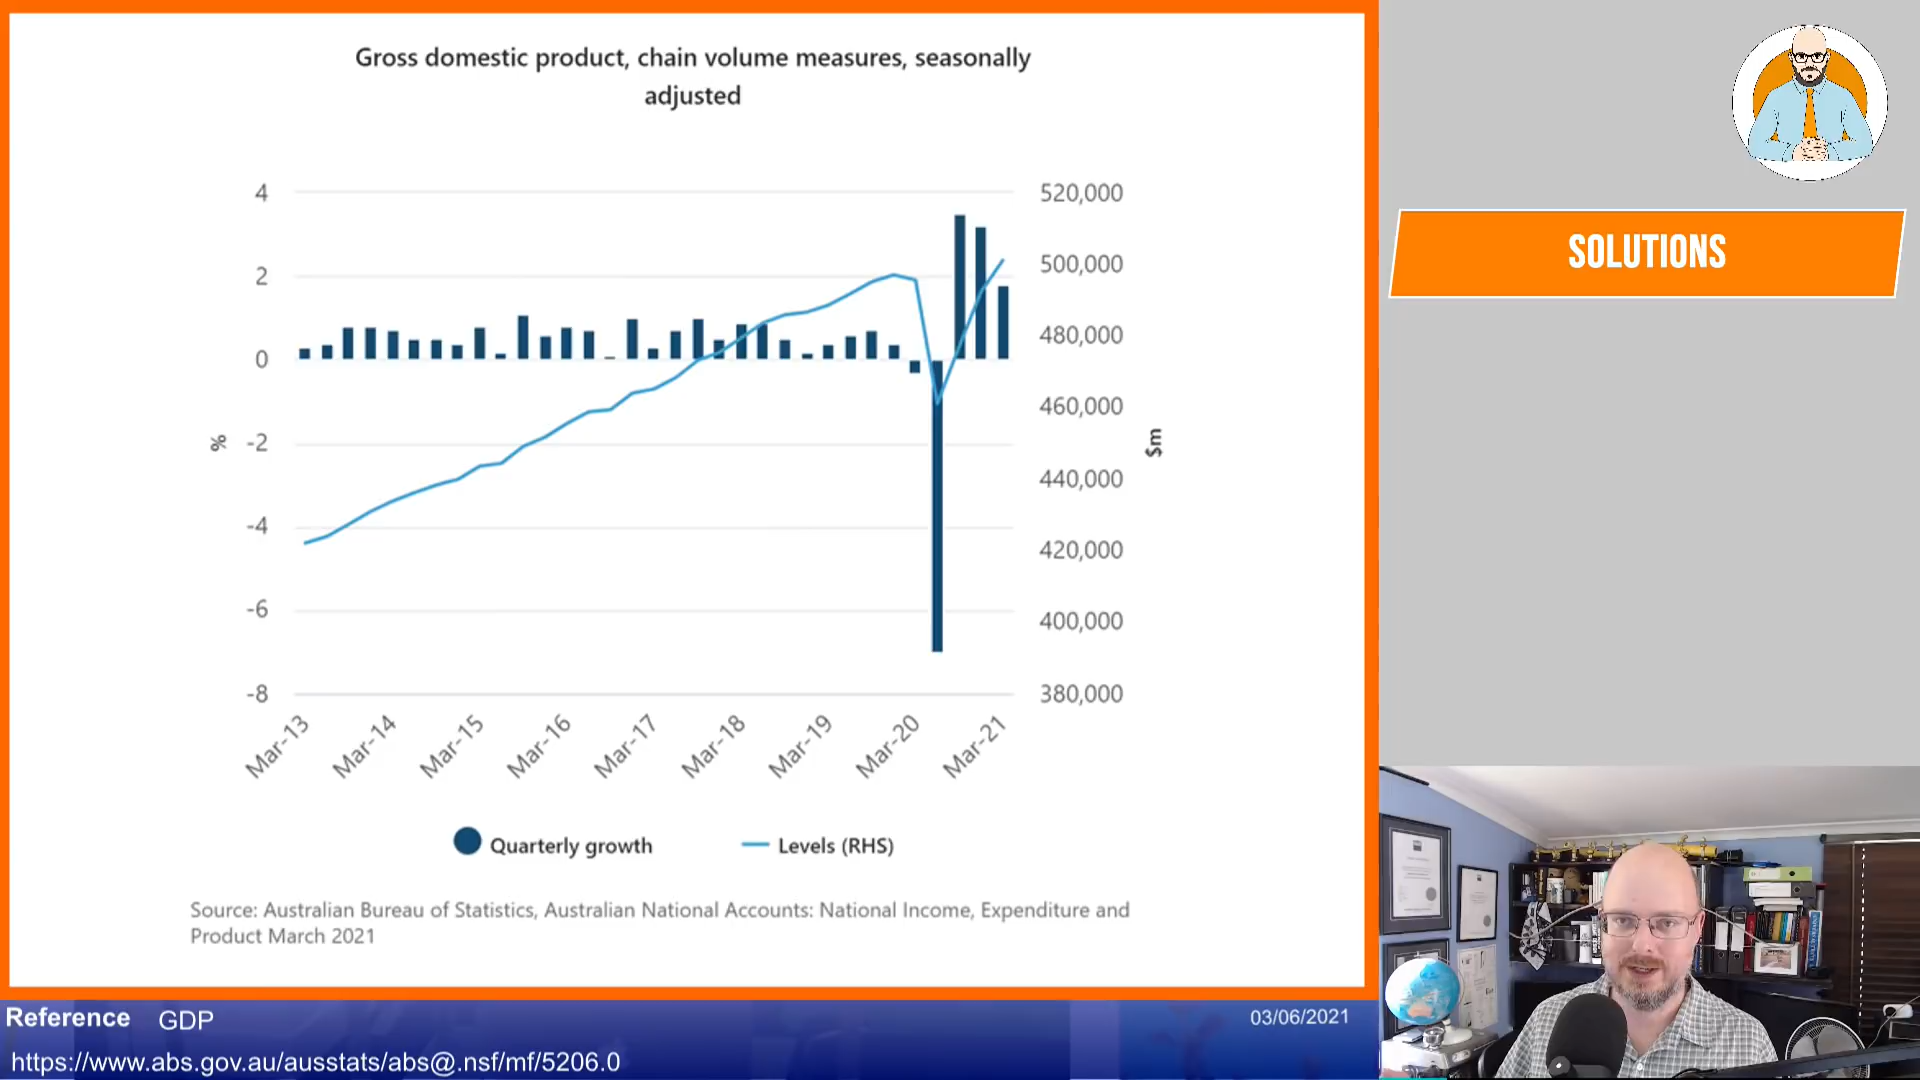 Gross domestic product, chain volume measures, seasonally
adjusted
4
2
0
-2
-4
-6
-8
%
520,000
500,000
480,000
460,000
440,000
420,000
400,000
380,000
$m
Mar-13
Mar-14
Mar-15
Mar-16
Mar-17
Mar-18
Mar-19
Mar-20
Mar-21
Quarterly growth
Levels (RHS)
Source: Australian Bureau of Statistics, Australian National Accounts: National Income, Expenditure and
Product March 2021
SOLUTIONS
Reference GDP
03/06/2021
https://www.abs.gov.au/ausstats/abs@.nsf/mf/5206.0